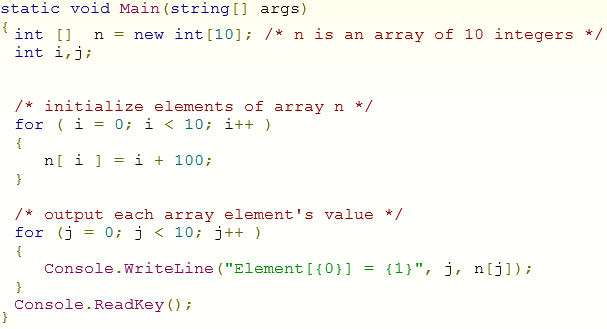 static void Main(string[] args)
{
int []  n = new int[10]; /* n is an array of 10 integers */
int i,j;
/* initialize elements of array n */
for ( i = 0; i < 10; i++ )
{
n[ i ] = i + 100;
}
/* output each array element's value */
for (j = 0; j < 10; j++ )
{
Console.WriteLine("Element[{0}] = {1}", j, n[j]);
}
Console.ReadKey();
}